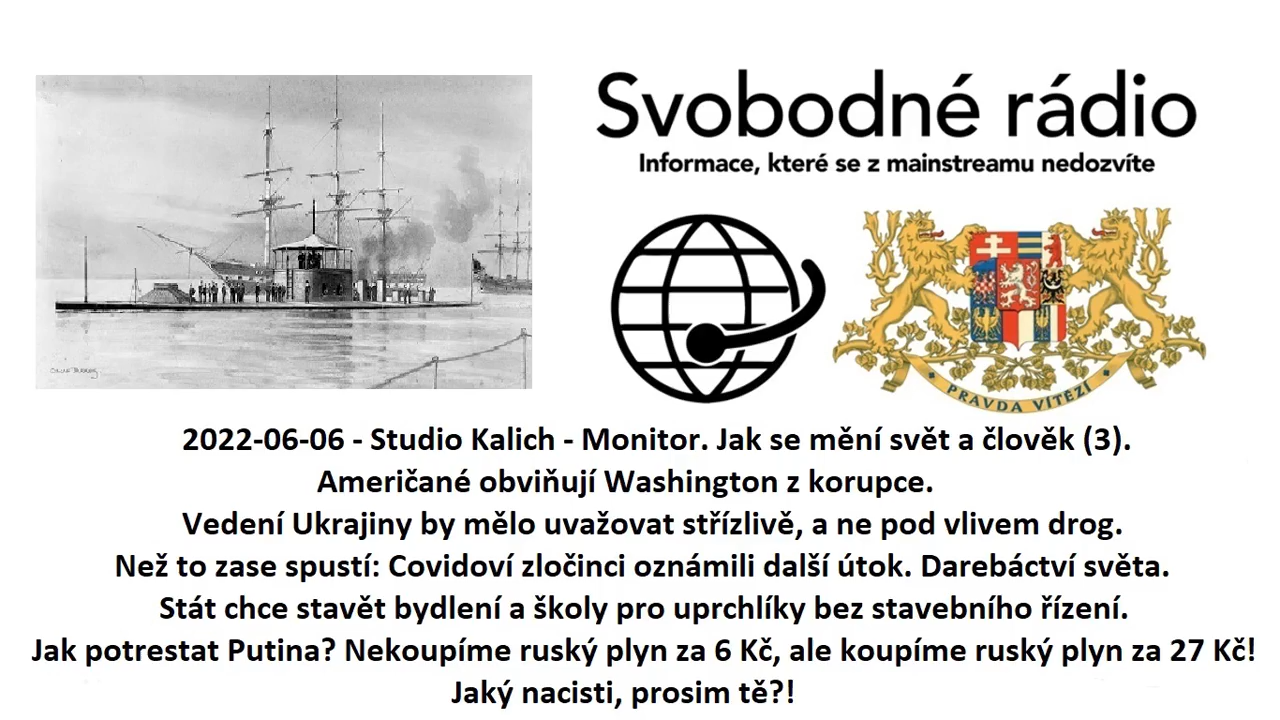 Svobodné rádio
Informace, které se z mainstreamu nedozvíte
PRAVDA VÍTĚZÍ
2022-06-06 - Studio Kalich - Monitor. Jak se mění svět a člověk (3).
Američané obviňují Washington z korupce.
Vedení Ukrajiny by mělo uvažovat střízlivě, a ne pod vlivem drog.
Než to zase spustí: Covidoví zločinci oznámili další útok. Darebáctví světa.
Stát chce stavět bydlení a školy pro uprchlíky bez stavebního řízení.
Jak potrestat Putina? Nekoupíme ruský plyn za 6 Kč, ale koupíme ruský plyn za 27 Kč!
Jaký nacisti, prosim tě?!